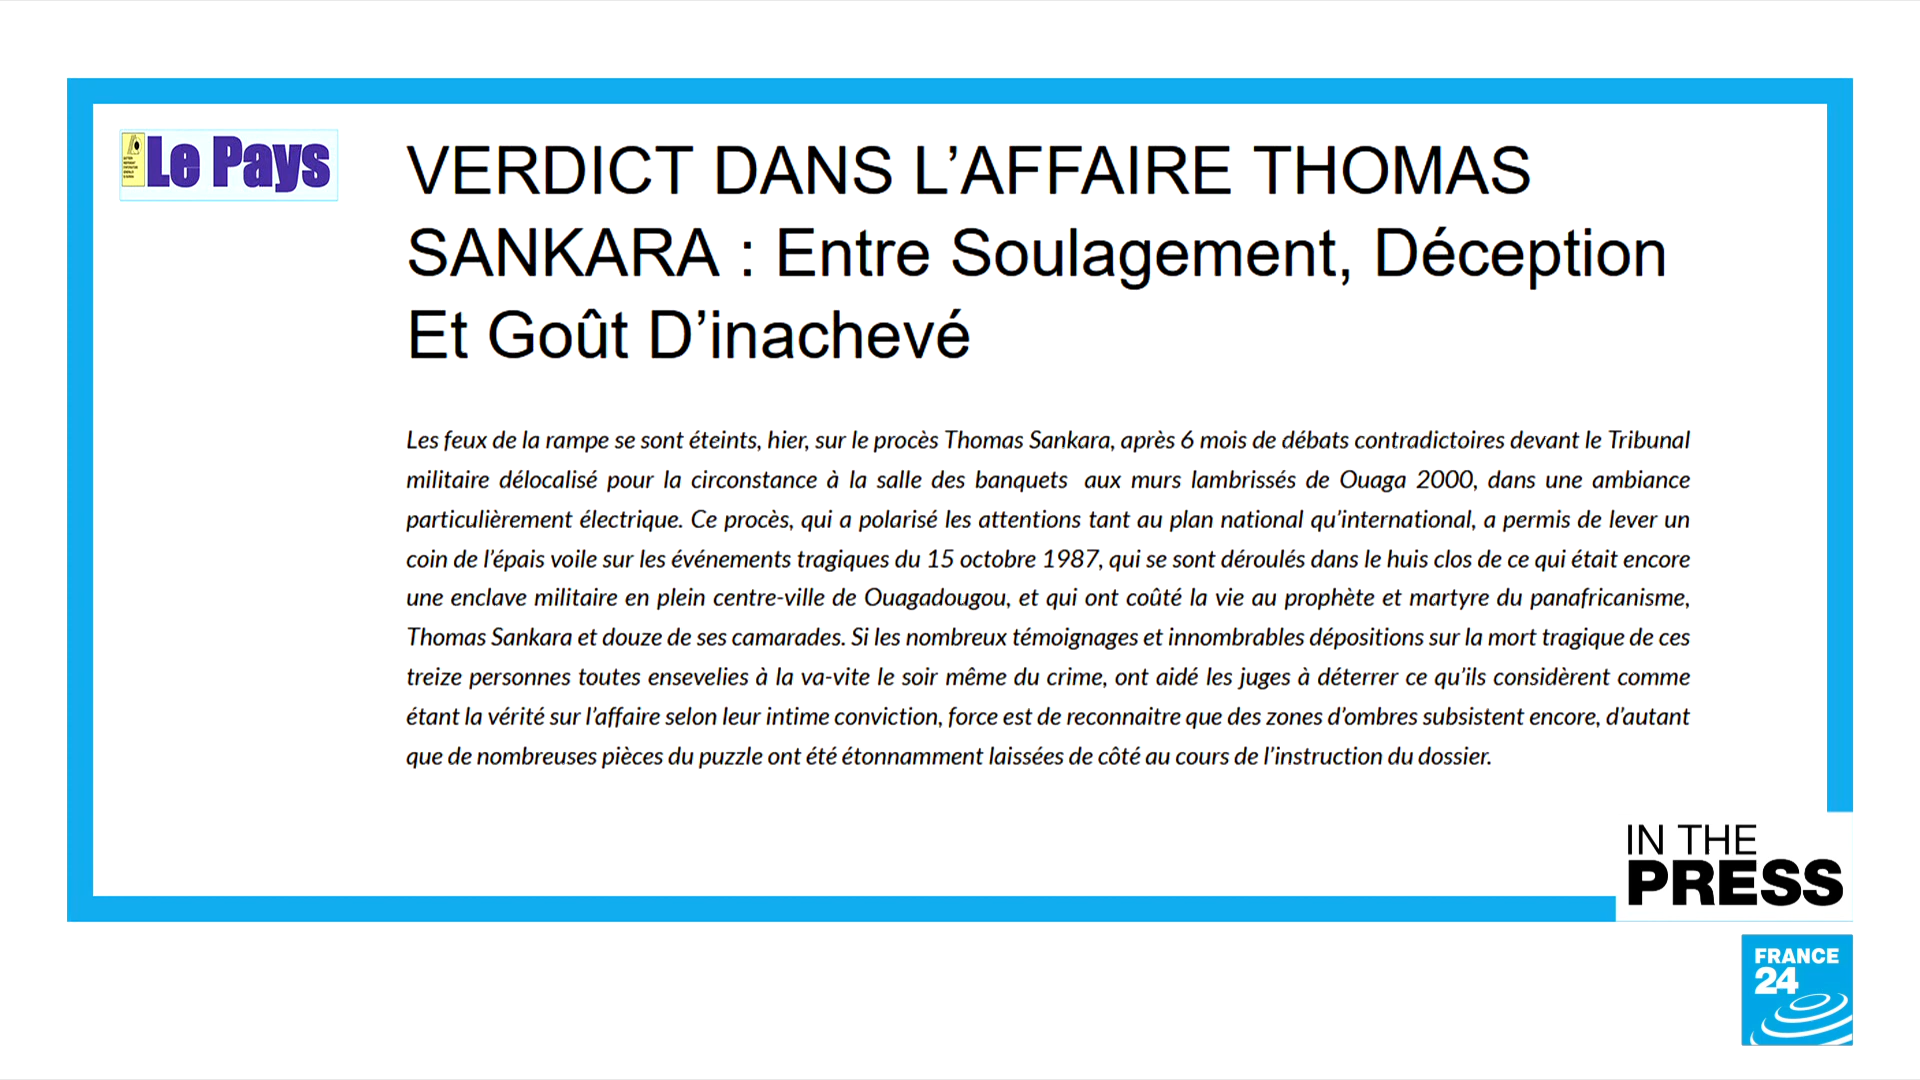 Le Pays
VERDICT DANS L’AFFAIRE THOMAS
SANKARA : Entre Soulagement, Déception
Et Goût D’inachevé
Les feux de la rampe se sont éteints, hier, sur le procès Thomas Sankara, après 6 mois de débats contradictoires devant le Tribunal
militaire délocalisé pour la circonstance à la salle des banquets aux murs lambrissés de Ouaga 2000, dans une ambiance
particulièrement électrique. Ce procès, qui a polarisé les attentions tant au plan national qu’international, a permis de lever un
coin de l’épais voile sur les événements tragiques du 15 octobre 1987, qui se sont déroulés dans le huis clos de ce qui était encore
une enclave militaire en plein centre-ville de Ouagadougou, et qui ont coûté la vie au prophète et martyre du panafricanisme,
Thomas Sankara et douze de ses camarades. Si les nombreux témoignages et innombrables dépositions sur la mort tragique de ces
treize personnes toutes ensevelies à la va-vite le soir même du crime, ont aidé les juges à déterrer ce qu’ils considèrent comme
étant la vérité sur l’affaire selon leur intime conviction, force est de reconnaitre que des zones d’ombres subsistent encore, d’autant
que de nombreuses pièces du puzzle ont été étonnamment laissées de côté au cours de l’instruction du dossier.
IN THE
PRESS
FRANCE
24